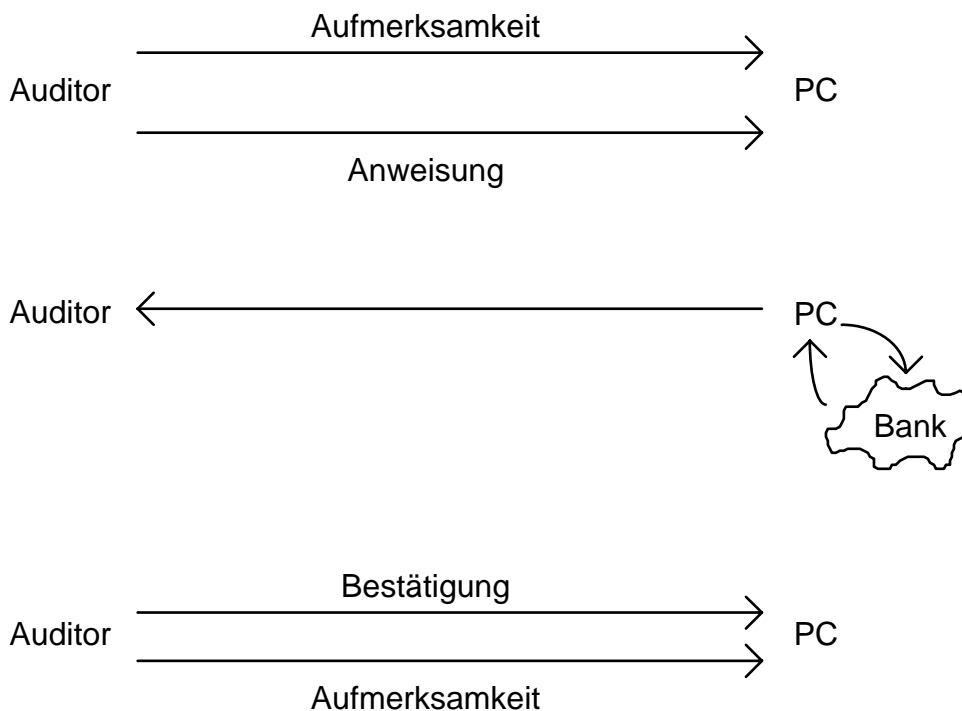 Aufmerksamkeit
Auditor PC
Anweisung
Auditor PC
Bank
Bestätigung
Auditor PC
Aufmerksamkeit